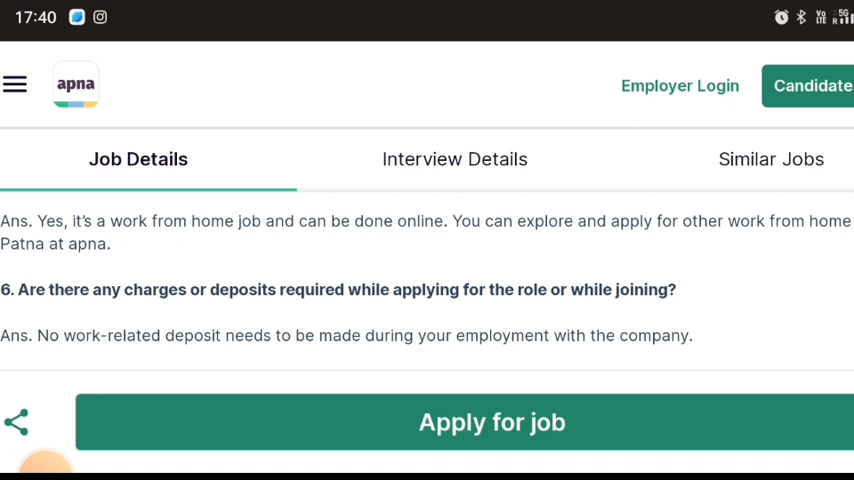 17:40
Vo
LTE
5G
R
apna
Employer Login
Candidate
Job Details
Interview Details
Similar Jobs
Ans. Yes, it's a work from home job and can be done online. You can explore and apply for other work from home
Patna at apna.
6. Are there any charges or deposits required while applying for the role or while joining?
Ans. No work-related deposit needs to be made during your employment with the company.
Apply for job